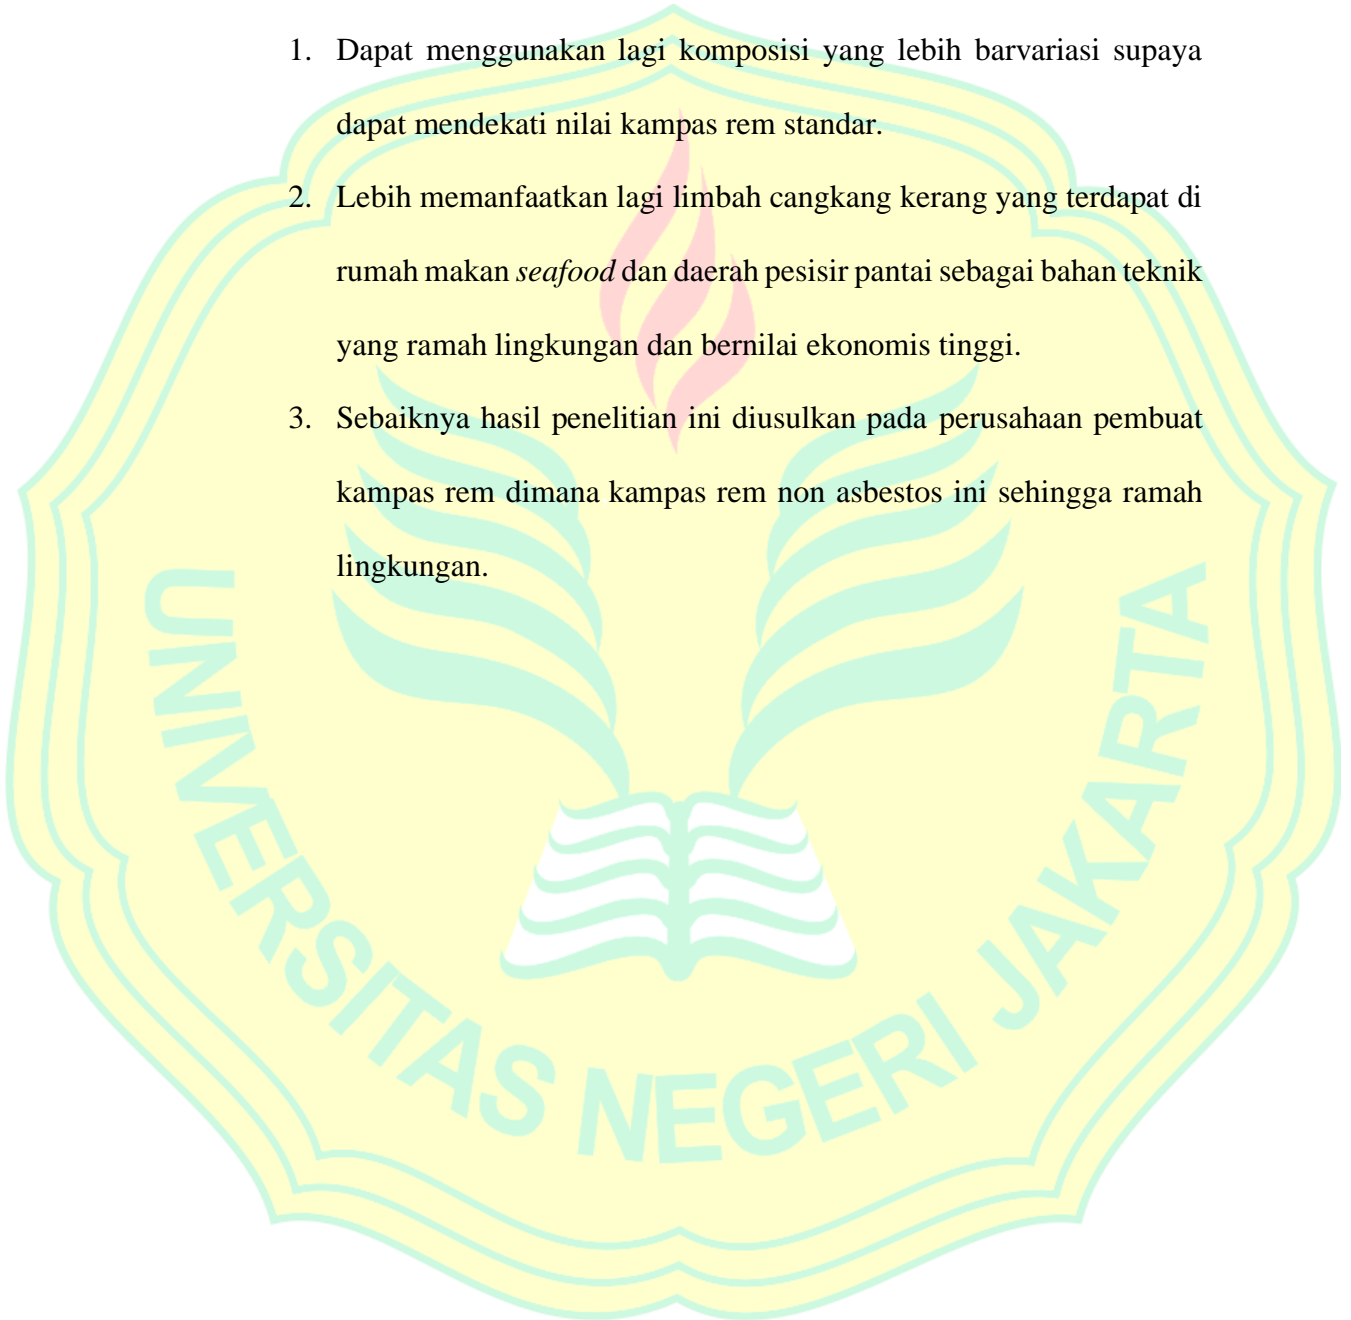 1. Dapat menggunakan lagi komposisi yang lebih barvariasi supaya
dapat mendekati nilai kampas rem standar.
2. Lebih memanfaatkan lagi limbah cangkang kerang yang terdapat di
rumah makan seafood dan daerah pesisir pantai sebagai bahan teknik
yang ramah lingkungan dan bernilai ekonomis tinggi.
3. Sebaiknya hasil penelitian ini diusulkan pada perusahaan pembuat
kampas rem dimana kampas rem non asbestos ini sehingga ramah
lingkungan.
UNIVERSITAS NEGERI JAKARTA